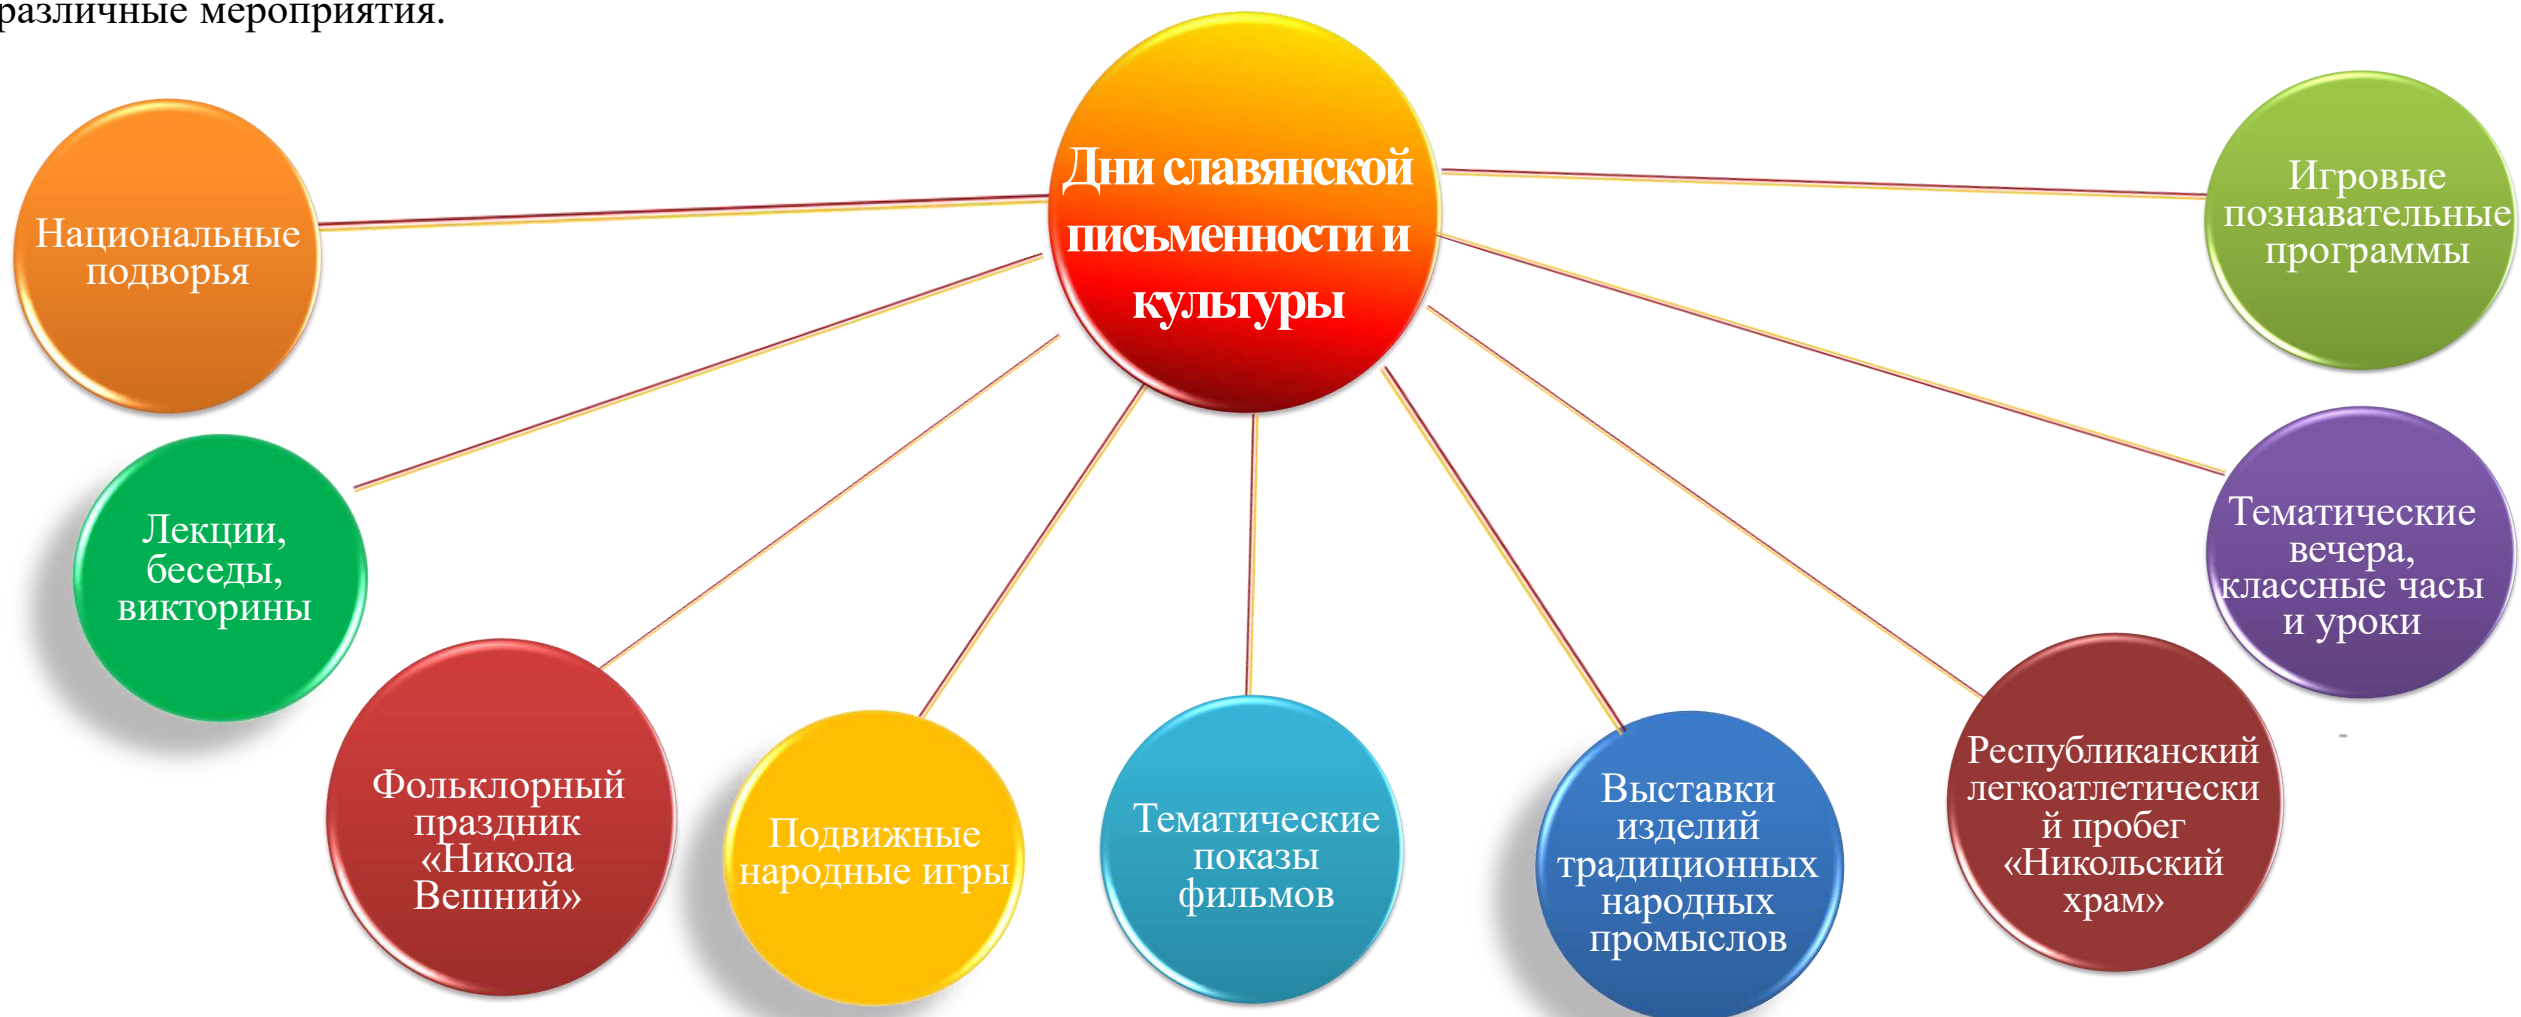 различные мероприятия.
Дни славянской
письменности и
культуры
Национальные
подворья
Лекции,
беседы,
викторины
Фольклорный
праздник
«Никола
Вешний»
Подвижные
народные игры
Тематические
показы
фильмов
Выставки
изделий
традиционных
народных
промыслов
Республиканский
легкоатлетически
й пробег
«Никольский
храм»
Тематические
вечера,
классные часы
и уроки
Игровые
познавательные
программы